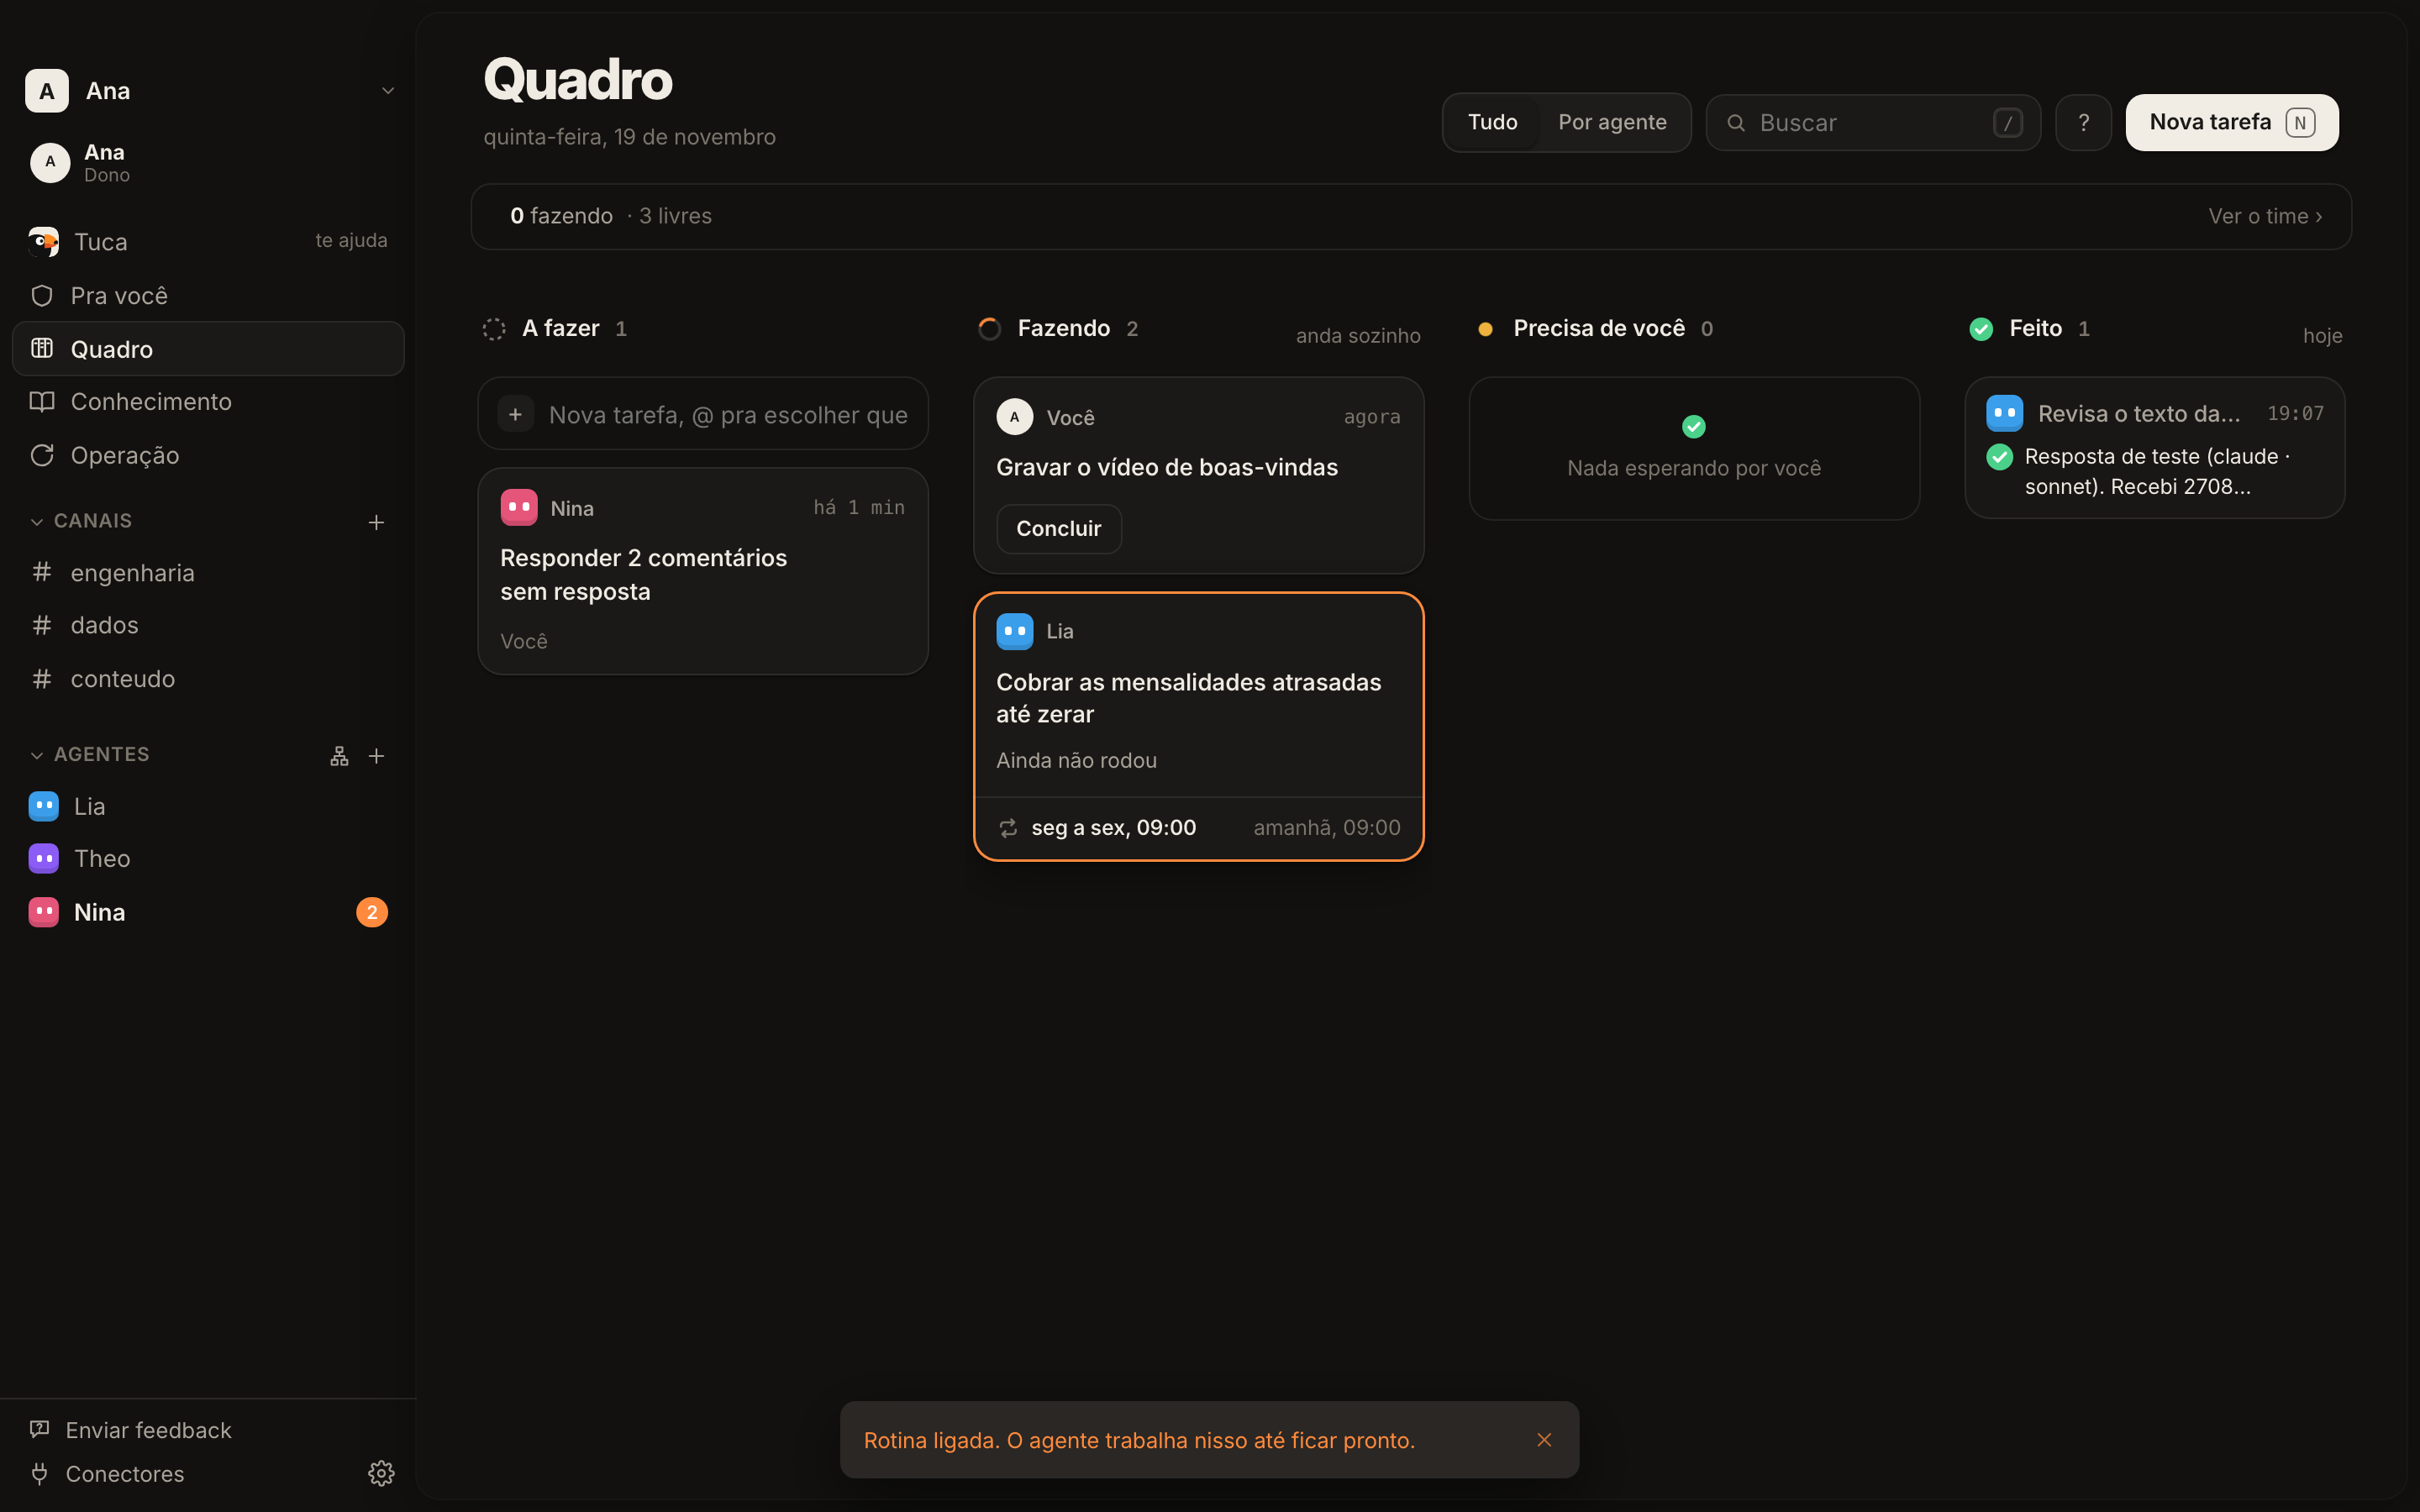 A Ana
A Ana
Dono
Tuca te ajuda
Pra você
Quadro
Conhecimento
Operação
CANAIS
# engenharia
# dados
# conteudo
AGENTES
Lia
Theo
Nina 2
Enviar feedback
Conectores
Quadro
quinta-feira, 19 de novembro
Tudo Por agente Buscar / ? Nova tarefa N
0 fazendo · 3 livres Ver o time ›
A fazer 1
+ Nova tarefa, @ pra escolher que
Nina há 1 min
Responder 2 comentários
sem resposta
Você
Fazendo 2 anda sozinho
A Você agora
Gravar o vídeo de boas-vindas
Concluir
Lia
Cobrar as mensalidades atrasadas
até zerar
Ainda não rodou
seg a sex, 09:00 amanhã, 09:00
Precisa de você 0
Nada esperando por você
Feito 1 hoje
Revisa o texto da... 19:07
Resposta de teste (claude ·
sonnet). Recebi 2708...
Rotina ligada. O agente trabalha nisso até ficar pronto.